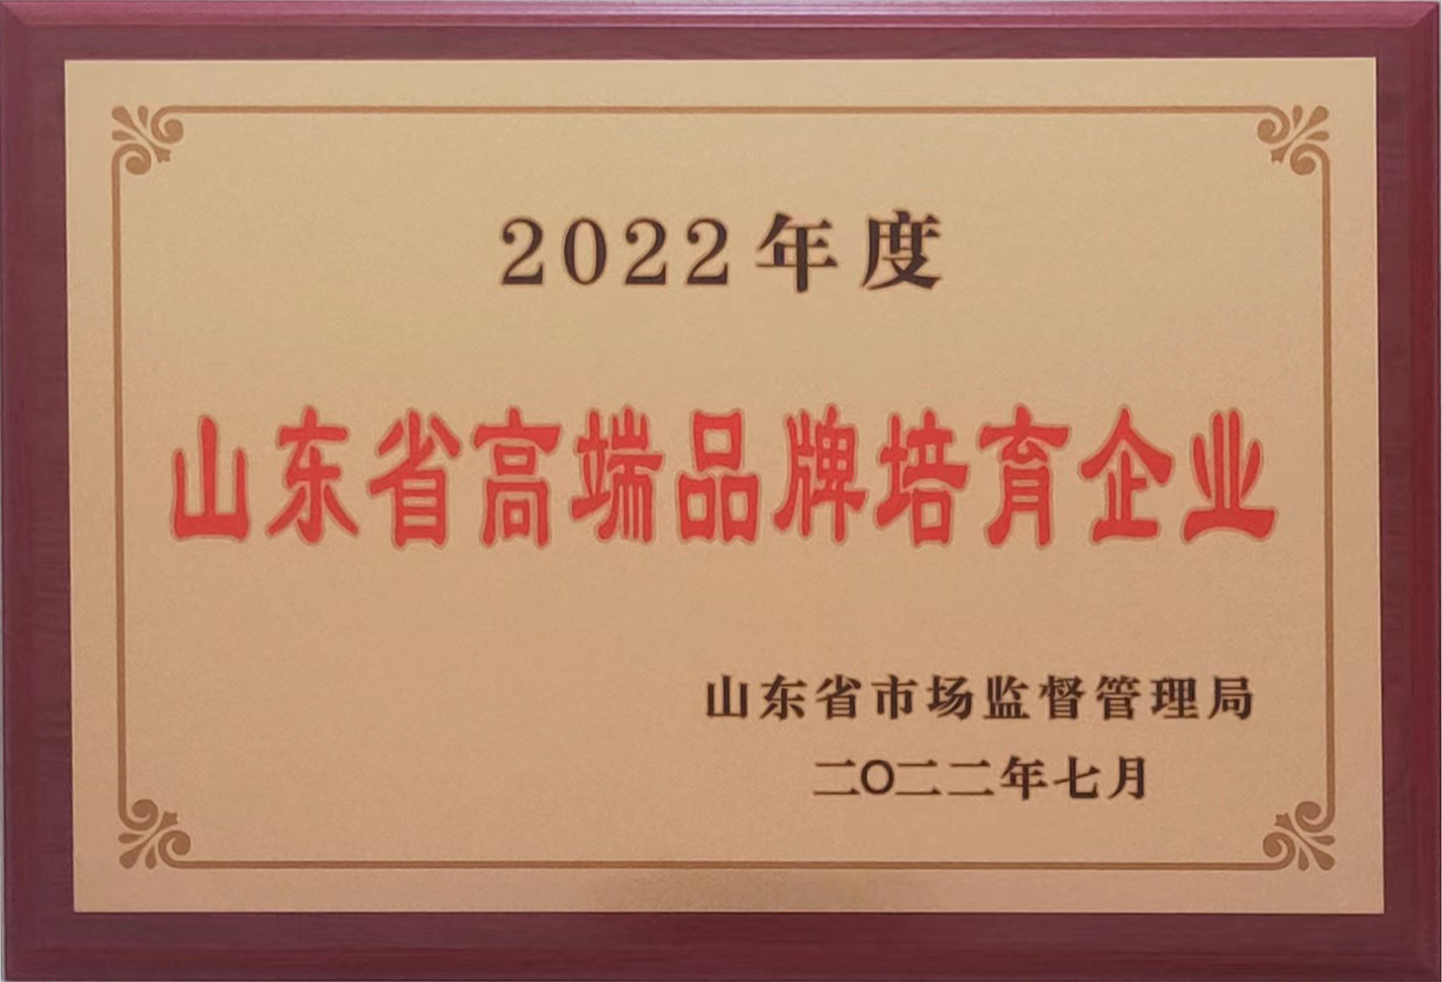 2022年度
山东省高端品牌培育企业
山东省市场监督管理局
二〇二二年七月